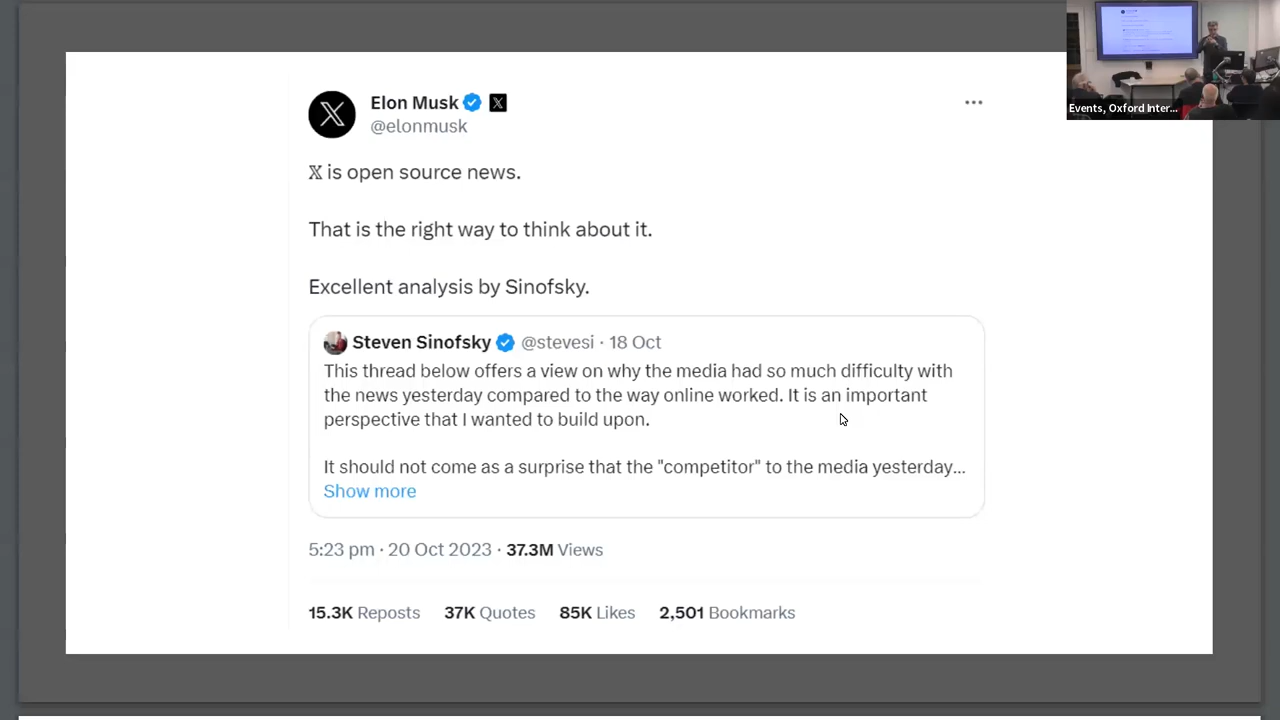 Elon Musk
@elonmusk
𝕏 is open source news.
That is the right way to think about it.
Excellent analysis by Sinofsky.
Steven Sinofsky @stevesi · 18 Oct
This thread below offers a view on why the media had so much difficulty with
the news yesterday compared to the way online worked. It is an important
perspective that I wanted to build upon.
It should not come as a surprise that the "competitor" to the media yesterday...
Show more
5:23 pm · 20 Oct 2023 · 37.3M Views
15.3K Reposts 37K Quotes 85K Likes 2,501 Bookmarks
Events, Oxford Inter...